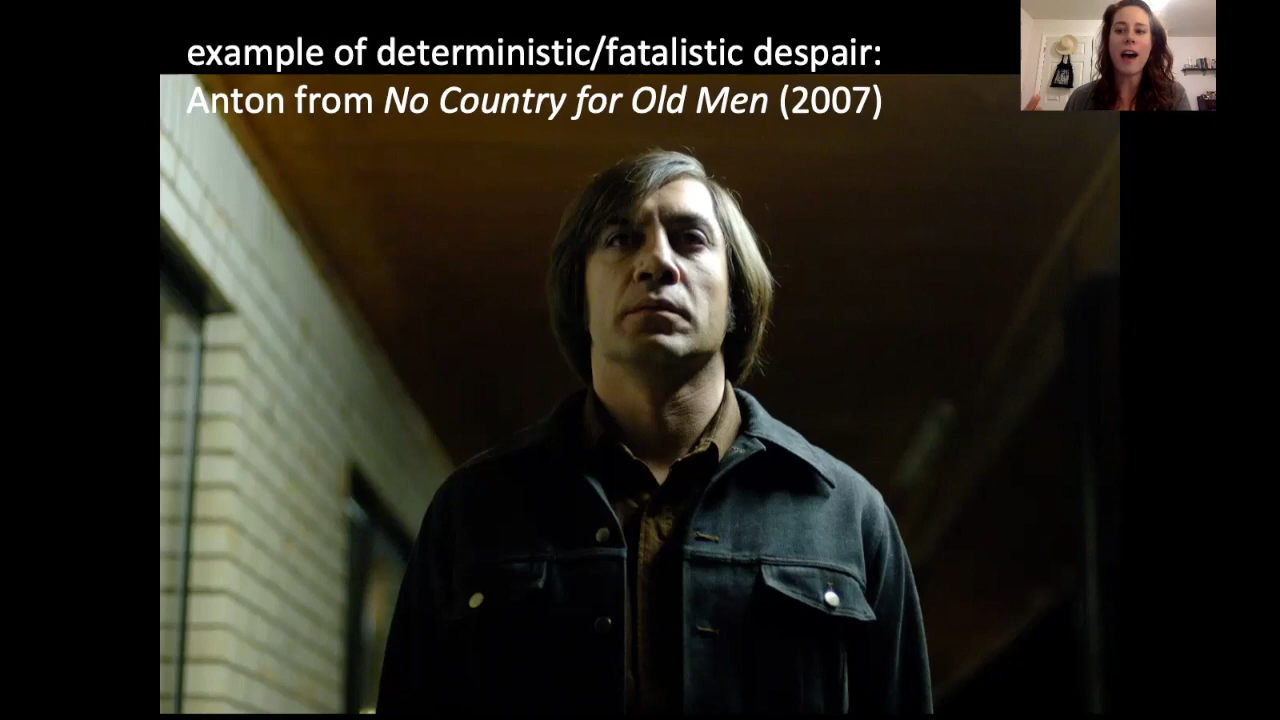 example of deterministic/fatalistic despair:
Anton from No Country for Old Men (2007)